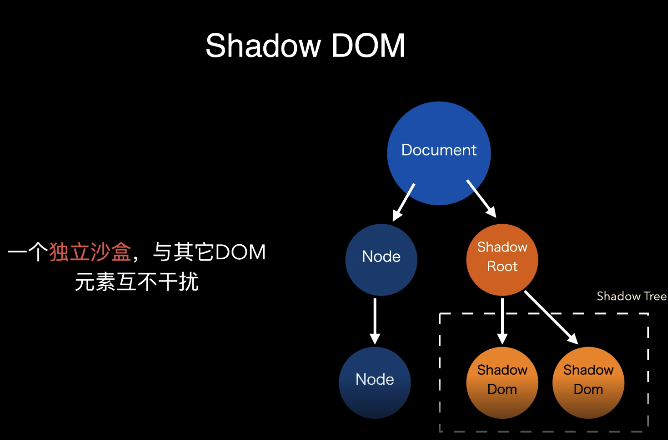 Shadow DOM
Document
一个独立沙盒，与其它DOM
元素互不干扰
Node
Shadow
Root
Shadow Tree
Node
Shadow
Dom
Shadow
Dom